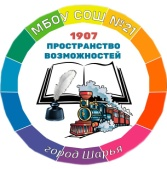 МБОУ СОШ №21
1907
ПРОСТРАНСТВО
ВОЗМОЖНОСТЕЙ
город Шарья